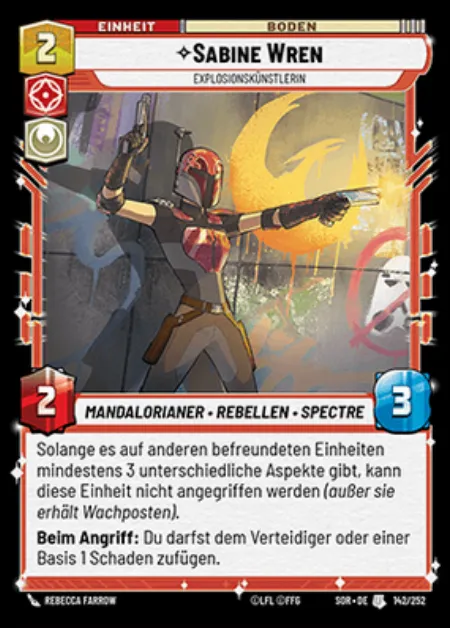 EINHEIT
BODEN
2
SABINE WREN
EXPLOSIONSKÜNSTLERIN
2
MANDALORIANER • REBELLEN • SPECTRE
3
Solange es auf anderen befreundeten Einheiten
mindestens 3 unterschiedliche Aspekte gibt, kann
diese Einheit nicht angegriffen werden (außer sie
erhält Wachposten).
Beim Angriff: Du darfst dem Verteidiger oder einer
Basis 1 Schaden zufügen.
REBECCA FARROW
©LFL ©FFG
SOR • DE
U
142/252